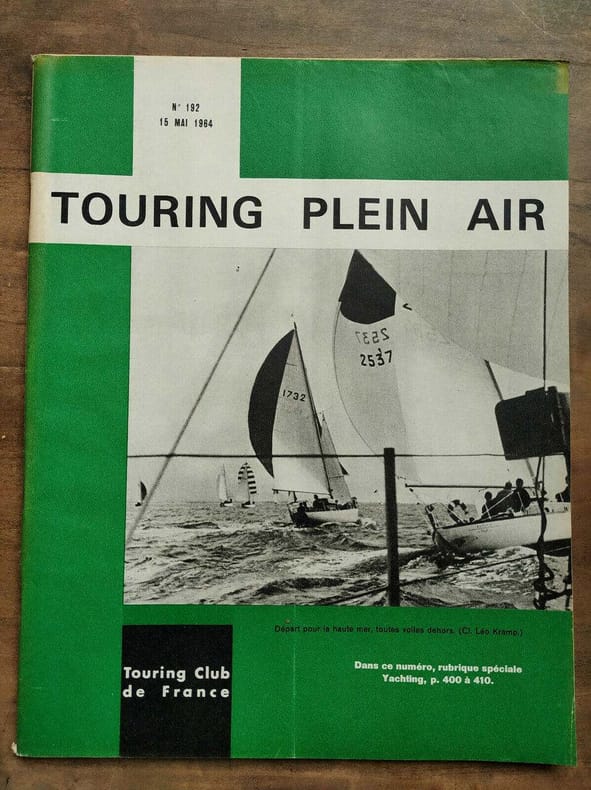 N° 192
15 MAI 1964
TOURING PLEIN AIR
2537
2537
1732
Départ pour la haute mer, toutes voiles dehors. (Cl. Léo Kramp.)
Dans ce numéro, rubrique spéciale
Yachting, p. 400 à 410.
Touring Club
de France